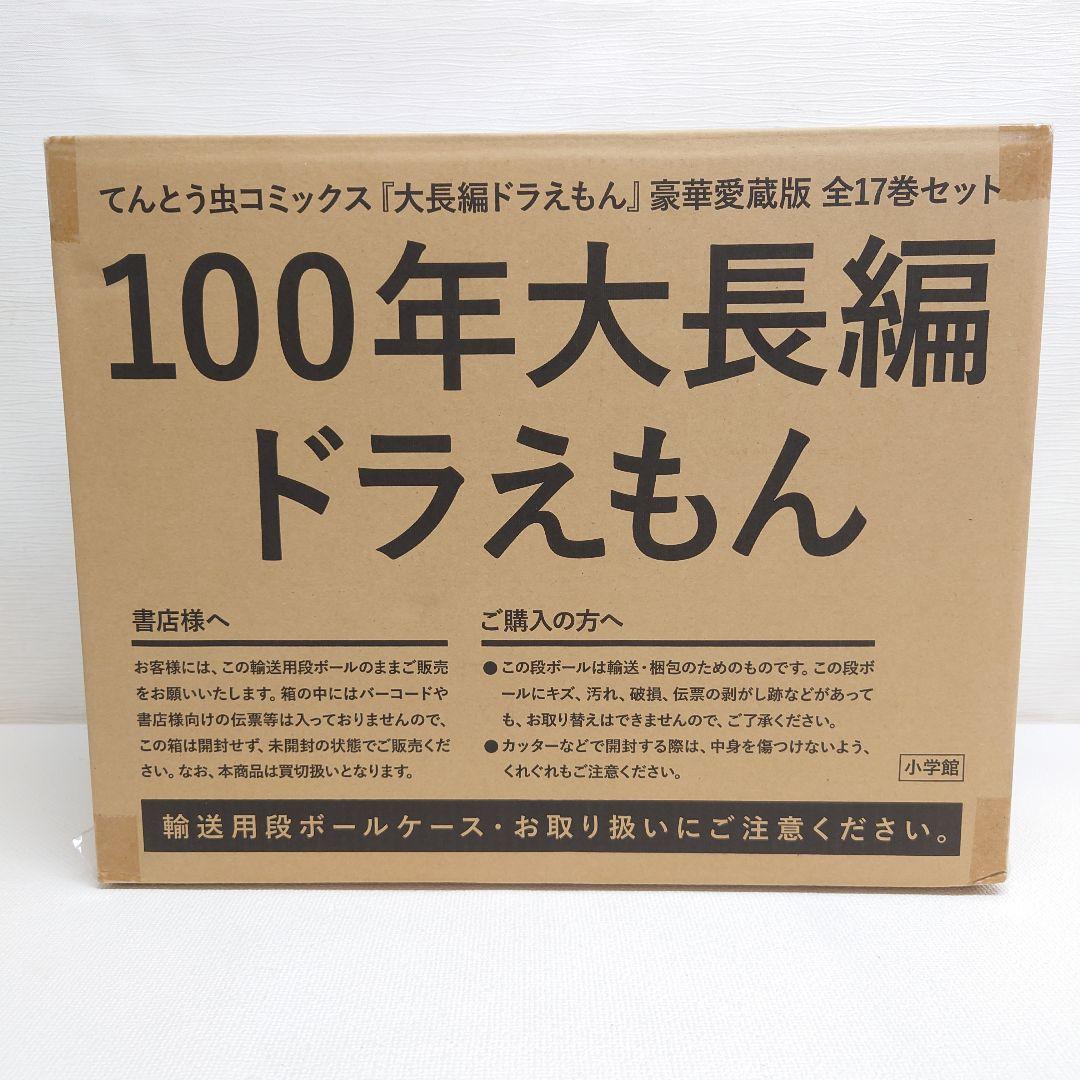 てんとう虫コミックス『大長編ドラえもん』豪華愛蔵版 全17巻セット
100年大長編
ドラえもん
書店様へ
お客様には、この輸送用段ボールのままご販売
をお願いいたします。箱の中にはバーコードや
書店様向けの伝票等は入っておりませんので、
この箱は開封せず、未開封の状態でご販売くだ
さい。なお、本商品は買切扱いとなります。
ご購入の方へ
●この段ボールは輸送・梱包のためのものです。この段ボ
ールにキズ、汚れ、破損、伝票の剥がし跡などがあって
も、お取り替えはできませんので、ご了承ください。
●カッターなどで開封する際は、中身を傷つけないよう、
くれぐれもご注意ください。
小学館
輸送用段ボールケース・お取り扱いにご注意ください。